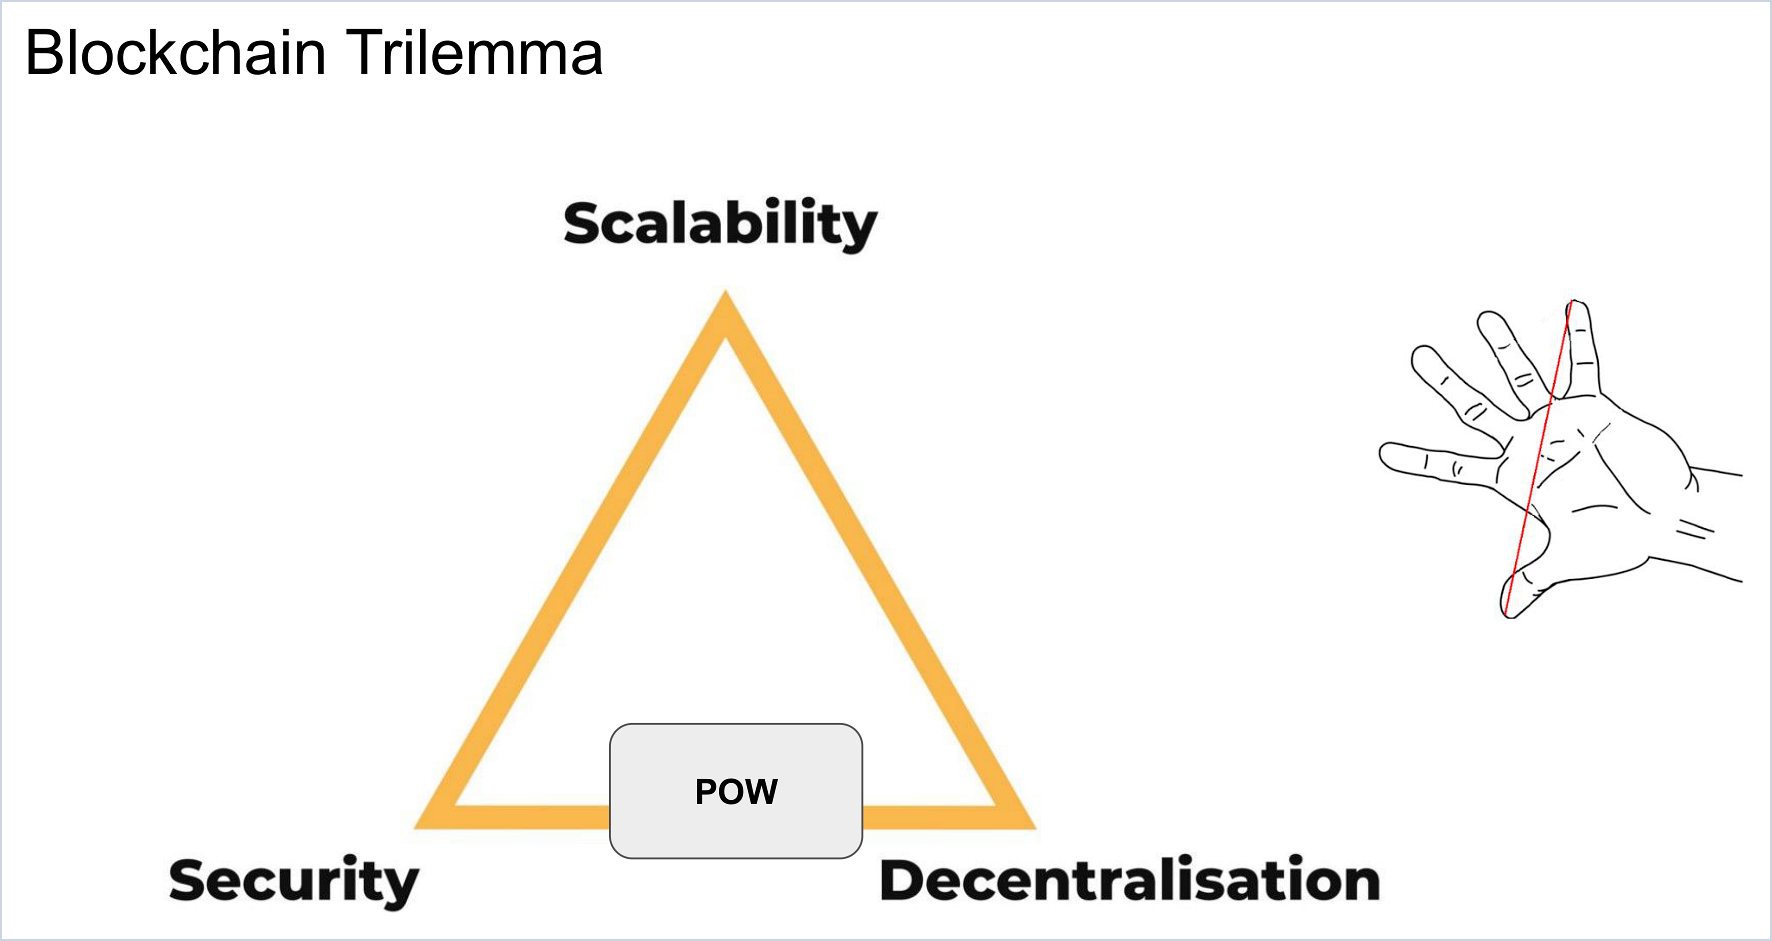 Blockchain Trilemma
Scalability
POW
Security
Decentralisation